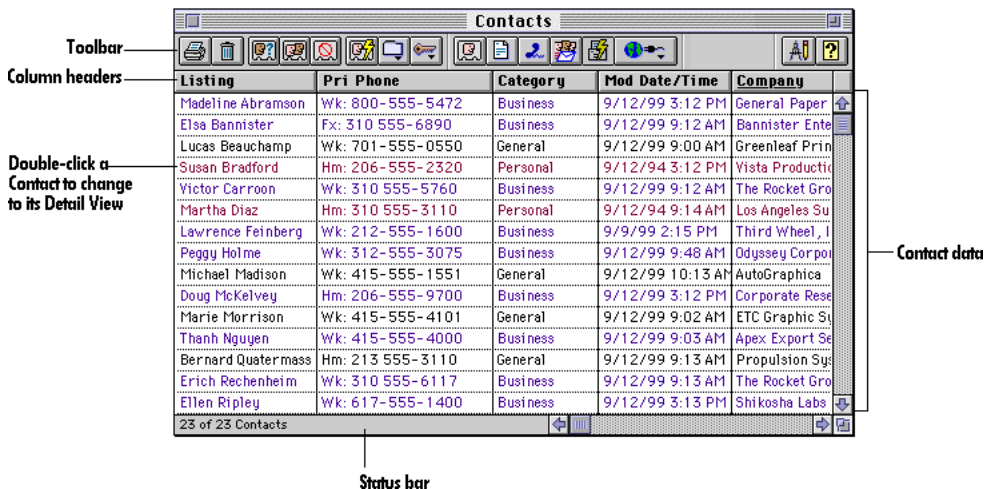 Contacts
Toolbar
Column headers
Listing Pri Phone Category Mod Date/Time Company
Madeline Abramson Wk: 800-555-5472 Business 9/12/99 3:12 PM General Paper
Elsa Bannister Fx: 310 555-6890 Business 9/12/99 9:12 AM Bannister Ente
Lucas Beauchamp Wk: 701-555-0550 General 9/12/99 9:00 AM Greenleaf Prin
Double-click a
Contact to change
to its Detail View
Susan Bradford Hm: 206-555-2320 Personal 9/12/94 3:12 PM Vista Productio
Victor Carroon Wk: 310 555-5760 Business 9/12/99 9:12 AM The Rocket Gro
Martha Diaz Hm: 310 555-3110 Personal 9/12/94 9:14 AM Los Angeles Su
Lawrence Feinberg Wk: 212-555-1600 Business 9/9/99 2:15 PM Third Wheel, I
Peggy Holme Wk: 312-555-3075 Business 9/12/99 9:48 AM Odyssey Corpor
Contact data
Michael Madison Wk: 415-555-1551 General 9/12/99 10:13 AM AutoGraphica
Doug McKelvey Hm: 206-555-9700 Business 9/12/99 3:12 PM Corporate Rese
Marie Morrison Wk: 415-555-4101 General 9/12/99 9:02 AM ETC Graphic Sy
Thanh Nguyen Wk: 415-555-4000 Business 9/12/99 9:03 AM Apex Export Se
Bernard Quatermass Hm: 213 555-3110 General 9/12/99 9:13 AM Propulsion Sys
Erich Rechenheim Wk: 310 555-6117 Business 9/12/99 9:13 AM The Rocket Gro
Ellen Ripley Wk: 617-555-1400 Business 9/12/99 3:13 PM Shikosha Labs
23 of 23 Contacts
Status bar